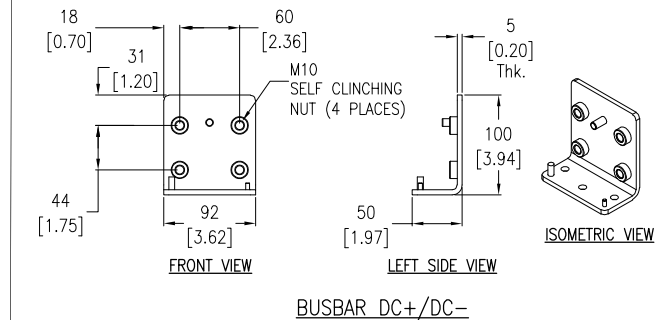 18
[0.70]
60
[2.36]
5
[0.20]
Thk.
31
[1.20]
M10
SELF CLINCHING
NUT (4 PLACES)
100
[3.94]
44
[1.75]
92
[3.62]
50
[1.97]
FRONT VIEW
LEFT SIDE VIEW
ISOMETRIC VIEW
BUSBAR DC+/DC-